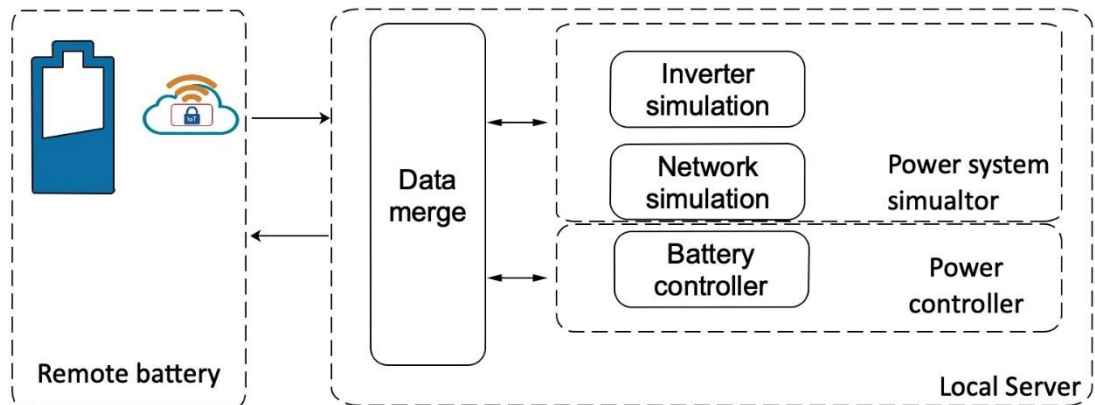 IoT
Remote battery
Data
merge
Inverter
simulation
Network
simulation
Power system
simualtor
Battery
controller
Power
controller
Local Server